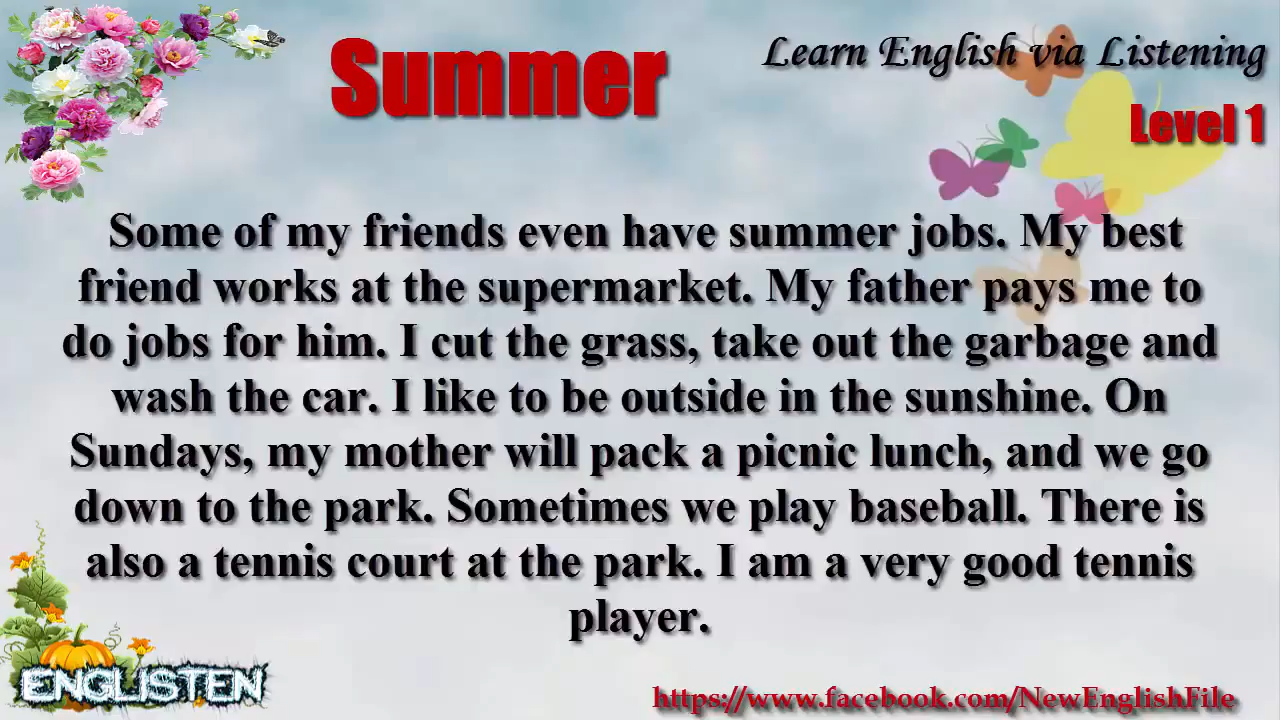 Summer
Learn English via Listening
Level 1
Some of my friends even have summer jobs. My best
friend works at the supermarket. My father pays me to
do jobs for him. I cut the grass, take out the garbage and
wash the car. I like to be outside in the sunshine. On
Sundays, my mother will pack a picnic lunch, and we go
down to the park. Sometimes we play baseball. There is
also a tennis court at the park. I am a very good tennis
player.
ENGLISTEN
https://www.facebook.com/NewEnglishFile